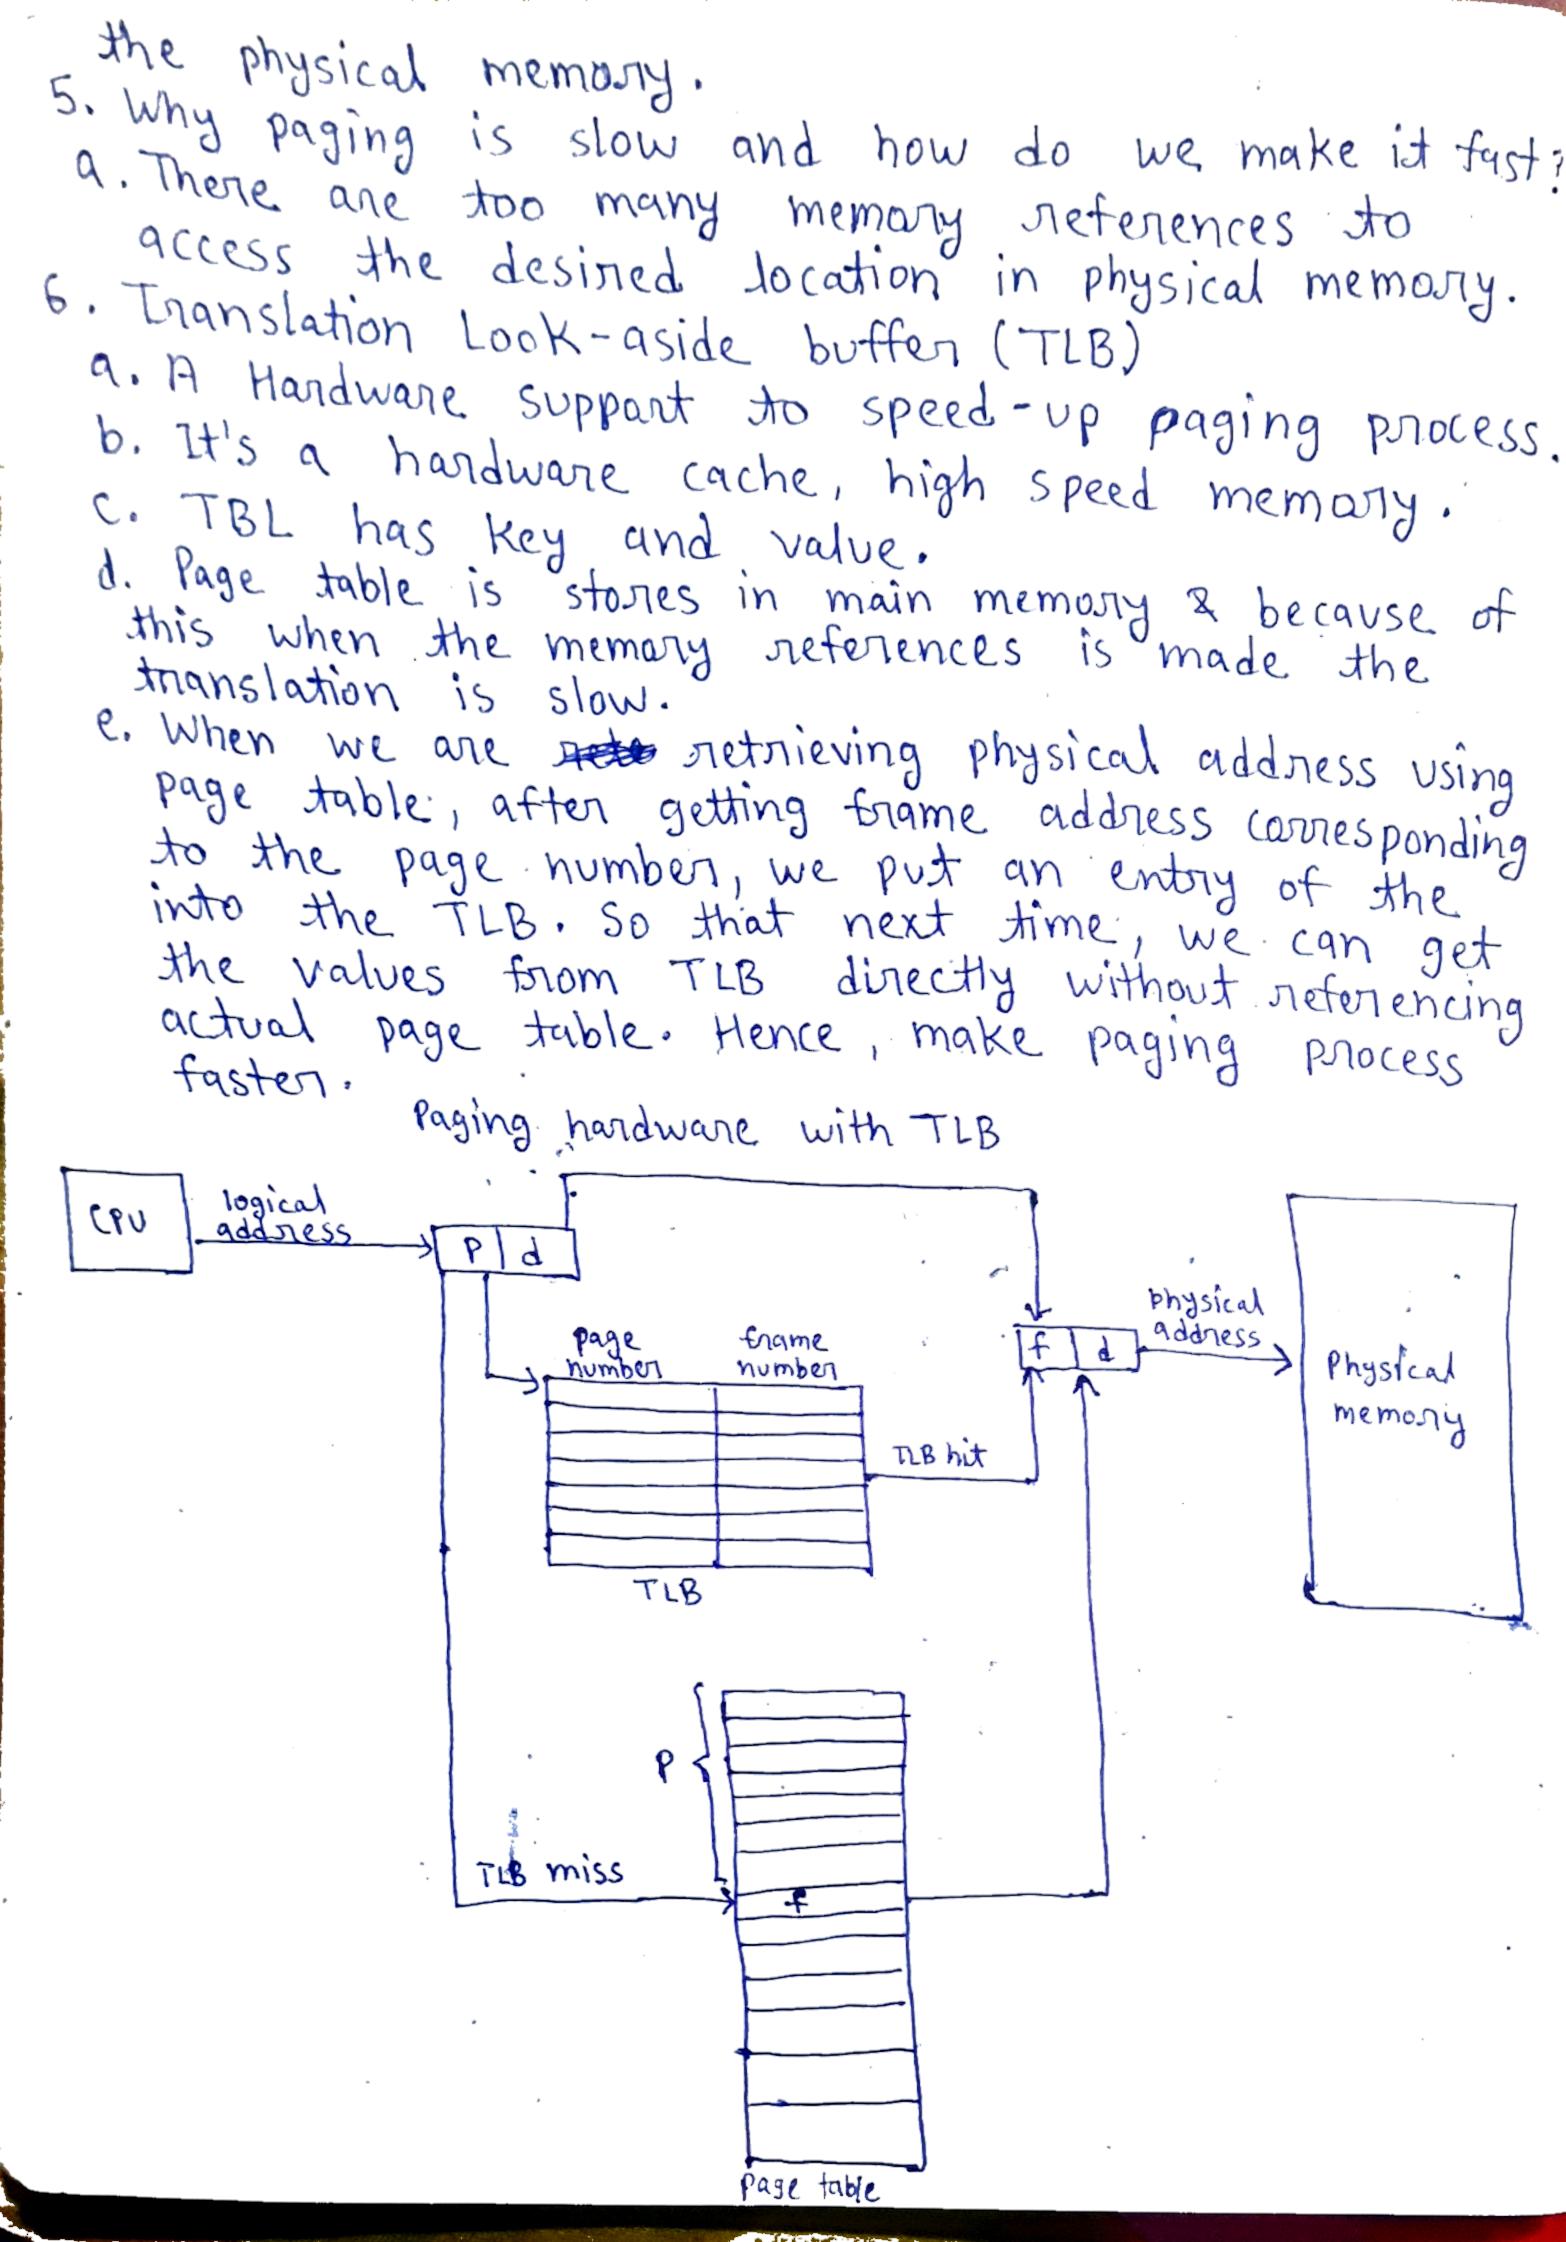 the physical memory.
5. Why paging is slow and how do we make it fast?
a. There are too many memory references to
access the desired location in physical memory.
6. Translation Look-aside buffer (TLB)
a. A Hardware support to speed-up paging process.
b. It's a hardware cache, high speed memory.
c. TBL has key and value.
d. Page table is stores in main memory & because of
this when the memory references is made the
translation is slow.
e. When we are retrieving physical address using
page table, after getting frame address corresponding
to the page number, we put an entry of the
into the TLB. So that next time, we can get
the values from TLB directly without referencing
actual page table. Hence, make paging process
faster.
Paging hardware with TLB
CPU
logical
address
p d
page
number
frame
number
f d
physical
address
Physical
memory
TLB hit
TLB
P
TLB miss
f
Page table